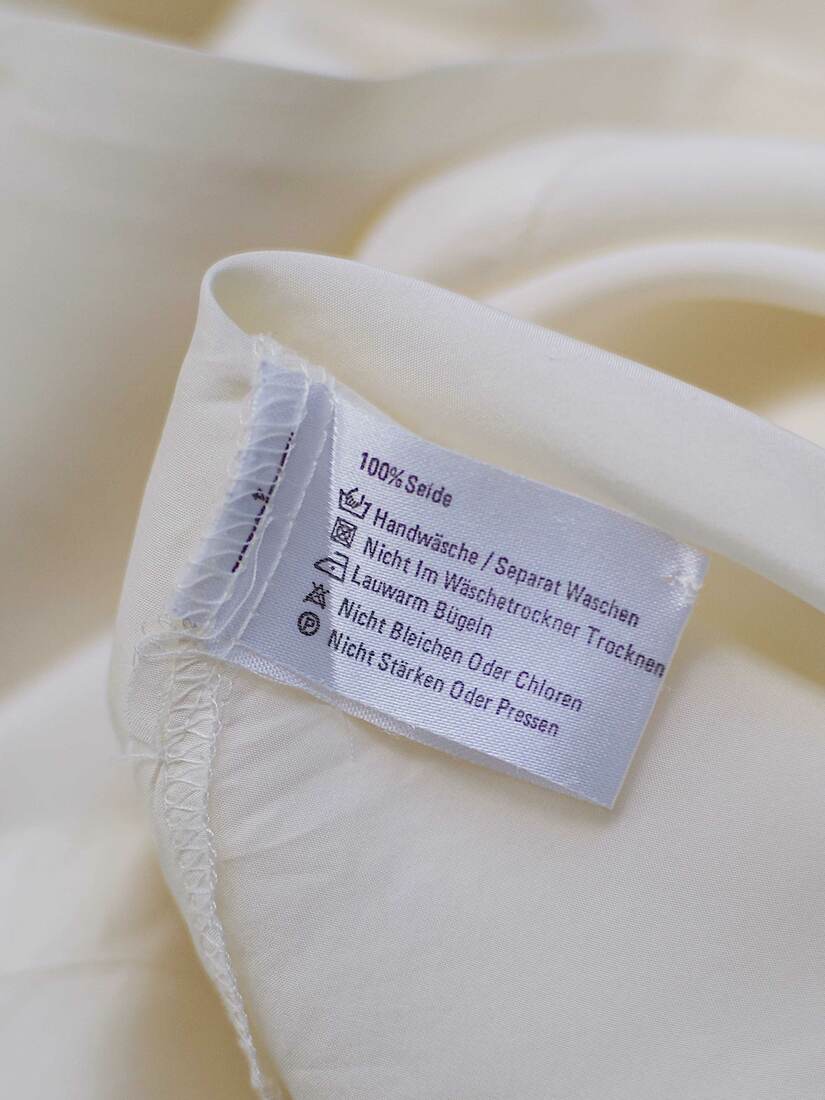 100% Seide
Handwäsche / Separat Waschen
Nicht Im Wäschetrockner Trocknen
Lauwarm Bügeln
Nicht Bleichen Oder Chloren
P Nicht Stärken Oder Pressen